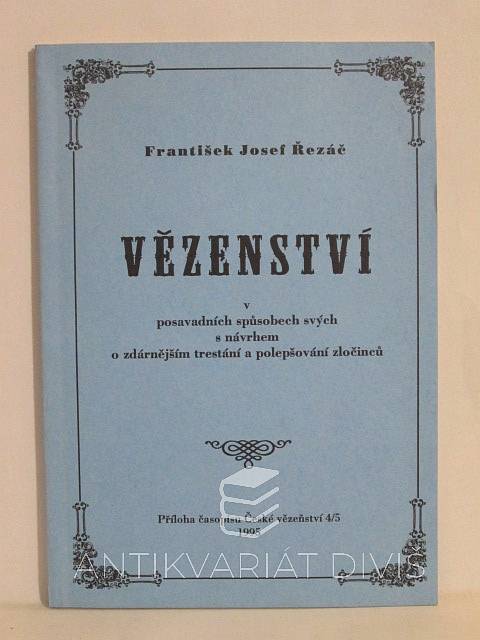 František Josef Řezáč
VĚZENSTVÍ
v
posavadních spůsobech svých
s návrhem
o zdárnějším trestání a polepšování zločinců
Příloha časopisu České vězeňství 4/5
1995
ANTIKVARIÁT DIVIŠ